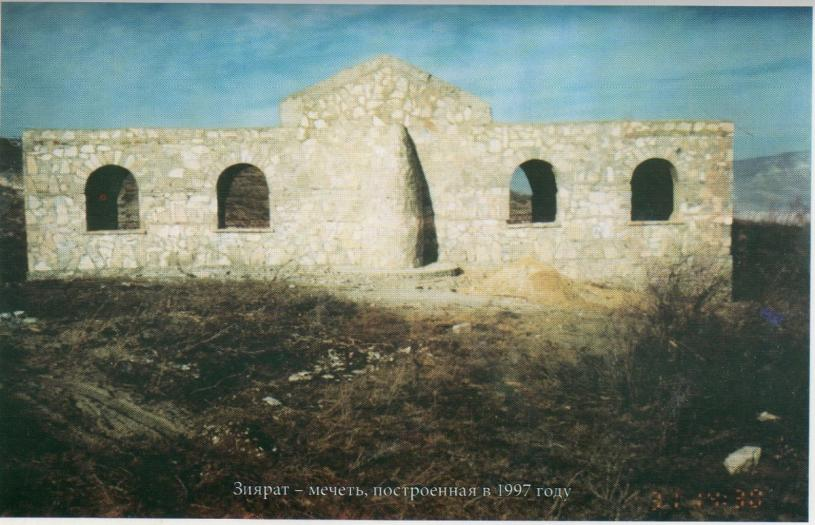 Зиярат – мечеть, построенная в 1997 году